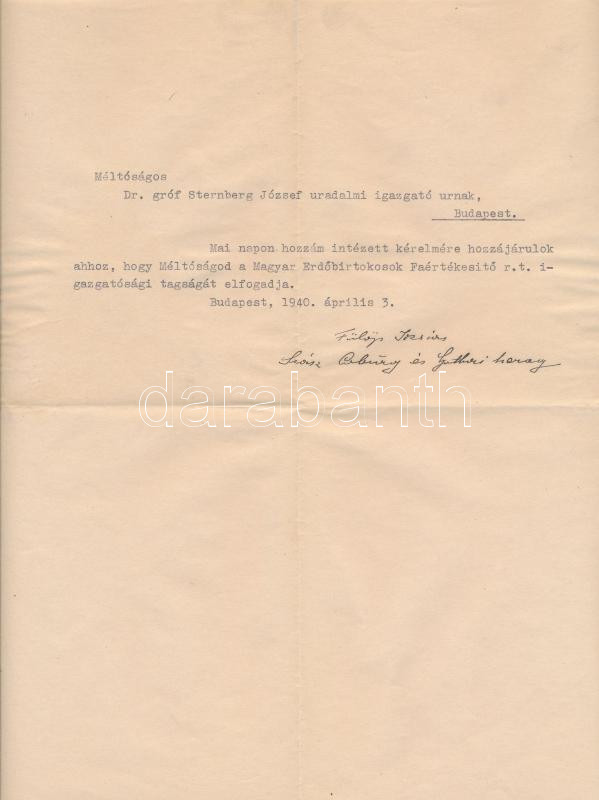 Méltóságos
Dr. gróf Sternberg József uradalmi igazgató urnak,
Budapest.
Mai napon hozzám intézett kérelmére hozzájárulok
ahhoz, hogy Méltóságod a Magyar Erdőbirtokosok Faértékesitő r.t. i-
gazgatósági tagságát elfogadja.
Budapest, 1940. április 3.
Fülöp Józsiás
Szász Coburg és Gothai herceg
darabanth